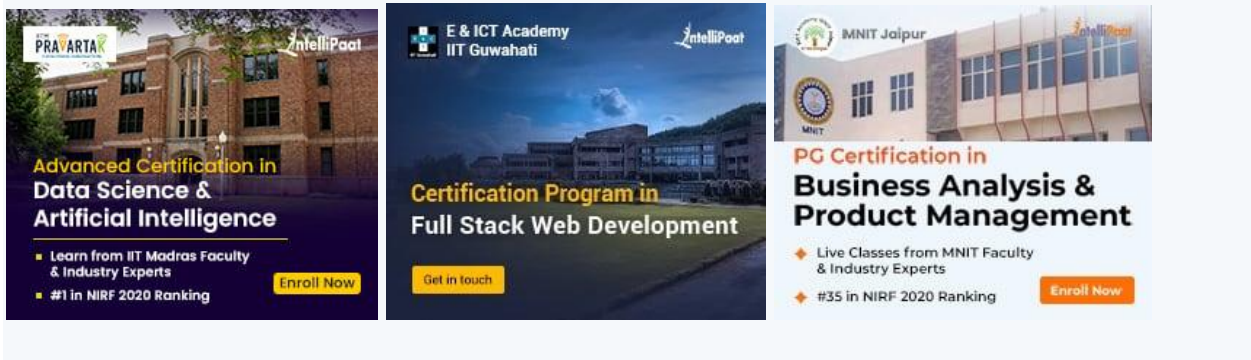 PRAVARTAK
IntelliPaat
Advanced Certification in
Data Science &
Artificial Intelligence
Learn from IIT Madras Faculty
& Industry Experts
#1 in NIRF 2020 Ranking
Enroll Now
E & ICT Academy
IIT Guwahati
IntelliPaat
Certification Program in
Full Stack Web Development
Get in touch
MNIT Jaipur
IntelliPaat
MNIT
PG Certification in
Business Analysis &
Product Management
Live Classes from MNIT Faculty
& Industry Experts
#35 in NIRF 2020 Ranking
Enroll Now